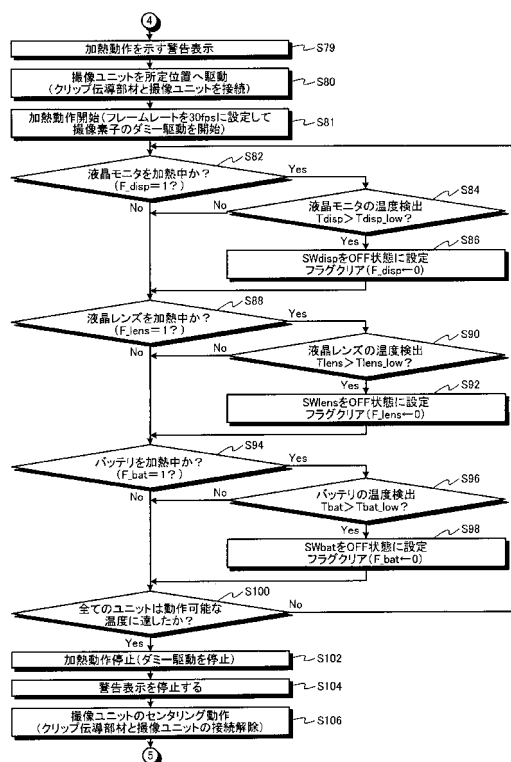 4
加熱動作を示す警告表示
S79
撮像ユニットを所定位置へ駆動
(クリップ伝導部材と撮像ユニットを接続)
S80
加熱動作開始(フレームレートを30fpsに設定して
撮像素子のダミー駆動を開始)
S81
S82
液晶モニタを加熱中か?
(F_disp=1?)
Yes
No
S84
液晶モニタの温度検出
Tdisp>Tdisp_low?
No
Yes
S86
SWdispをOFF状態に設定
フラグクリア(F_disp←0)
S88
液晶レンズを加熱中か?
(F_lens=1?)
Yes
No
S90
液晶レンズの温度検出
Tlens>Tlens_low?
No
Yes
S92
SWlensをOFF状態に設定
フラグクリア(F_lens←0)
S94
バッテリを加熱中か?
(F_bat=1?)
Yes
No
S96
バッテリの温度検出
Tbat>Tbat_low?
No
Yes
S98
SWbatをOFF状態に設定
フラグクリア(F_bat←0)
S100
全てのユニットは動作可能な
温度に達したか?
No
Yes
加熱動作停止(ダミー駆動を停止)
S102
警告表示を停止する
S104
撮像ユニットのセンタリング動作
(クリップ伝導部材と撮像ユニットの接続解除)
S106
5